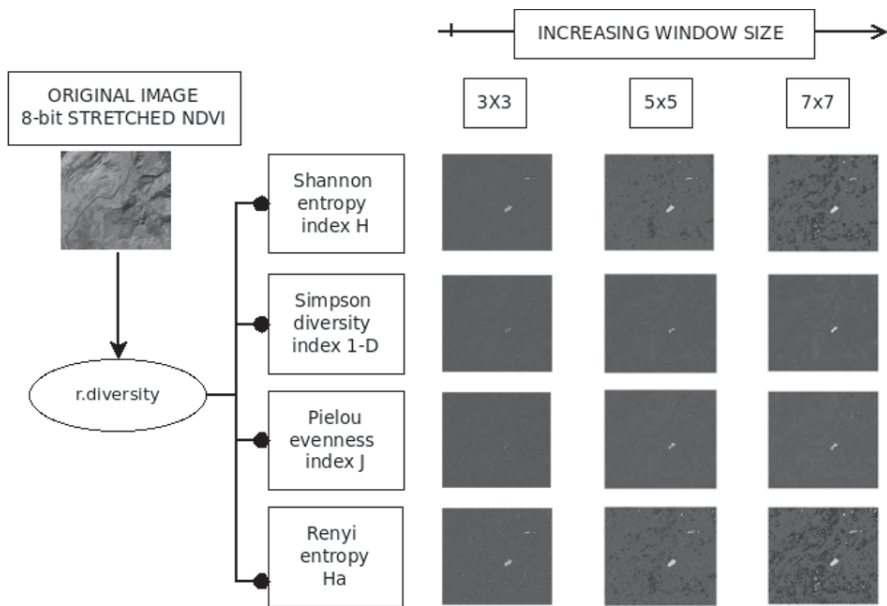 INCREASING WINDOW SIZE
ORIGINAL IMAGE
8-bit STRETCHED NDVI
3X3
5x5
7x7
Shannon
entropy
index H
Simpson
diversity
index 1-D
r.diversity
Pielou
evenness
index J
Renyi
entropy
Ha